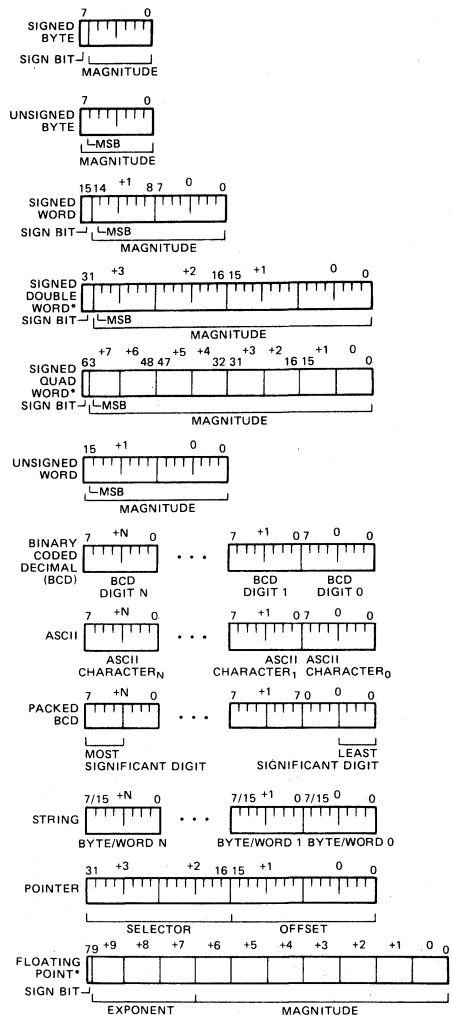 7 0
SIGNED
BYTE
SIGN BIT
MAGNITUDE
7 0
UNSIGNED
BYTE
MSB
MAGNITUDE
15 14 +1 8 7 0 0
SIGNED
WORD
SIGN BIT
MSB
MAGNITUDE
31 +3 +2 16 15 +1 0 0
SIGNED
DOUBLE
WORD*
SIGN BIT
MSB
MAGNITUDE
+7 +6 +5 +4 +3 +2 +1 0
63 48 47 32 31 16 15 0
SIGNED
QUAD
WORD*
SIGN BIT
MSB
MAGNITUDE
15 +1 0 0
UNSIGNED
WORD
MSB
MAGNITUDE
7 +N 0 7 +1 0 7 0 0
BINARY
CODED
DECIMAL
(BCD)
• • •
BCD BCD BCD
DIGIT N DIGIT 1 DIGIT 0
7 +N 0 7 +1 0 7 0 0
ASCII • • •
ASCII ASCII ASCII
CHARACTERN CHARACTER1 CHARACTER0
7 +N 0 7 +1 7 0 0 0
PACKED
BCD
• • •
MOST LEAST
SIGNIFICANT DIGIT SIGNIFICANT DIGIT
7/15 +N 0 7/15 +1 0 7/15 0 0
STRING • • •
BYTE/WORD N BYTE/WORD 1 BYTE/WORD 0
31 +3 +2 16 15 +1 0 0
POINTER
SELECTOR OFFSET
79 +9 +8 +7 +6 +5 +4 +3 +2 +1 0 0
FLOATING
POINT*
SIGN BIT
EXPONENT MAGNITUDE